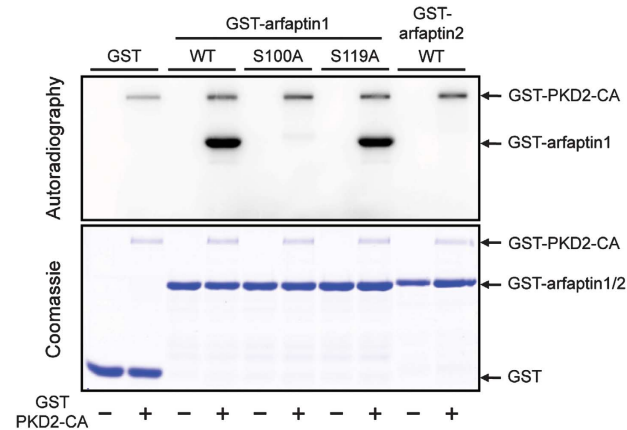 GST-arfaptin1
GST-
arfaptin2
GST WT S100A S119A WT
Autoradiography
GST-PKD2-CA
GST-arfaptin1
Coomassie
GST-PKD2-CA
GST-arfaptin1/2
GST
GST
PKD2-CA − + − + − + − + − +